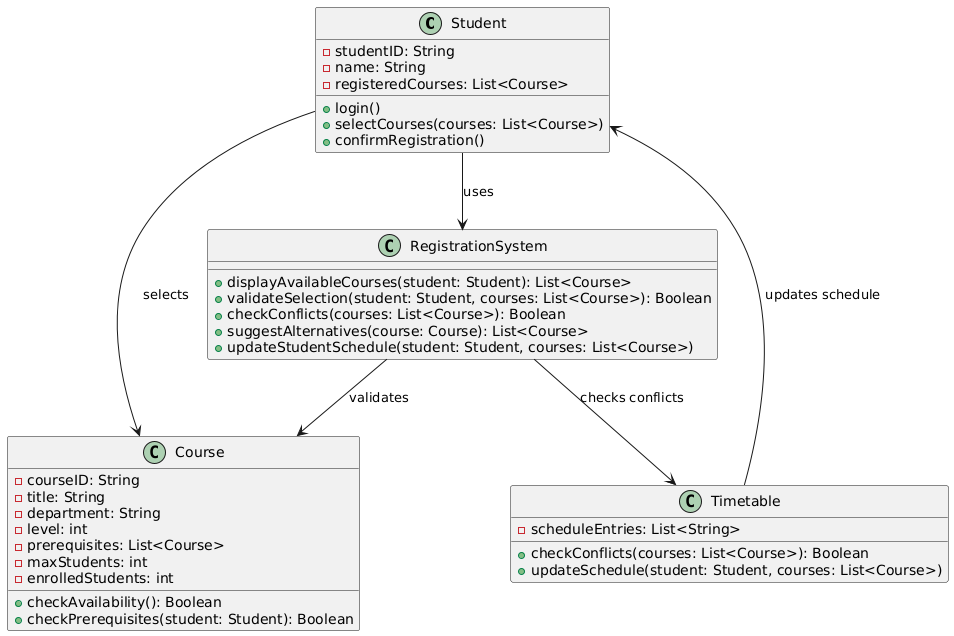 C Student
studentID: String
name: String
registeredCourses: List<Course>
login()
selectCourses(courses: List<Course>)
confirmRegistration()
uses
C RegistrationSystem
displayAvailableCourses(student: Student): List<Course>
validateSelection(student: Student, courses: List<Course>): Boolean
checkConflicts(courses: List<Course>): Boolean
suggestAlternatives(course: Course): List<Course>
updateStudentSchedule(student: Student, courses: List<Course>)
selects
updates schedule
validates
checks conflicts
C Course
courseID: String
title: String
department: String
level: int
prerequisites: List<Course>
maxStudents: int
enrolledStudents: int
checkAvailability(): Boolean
checkPrerequisites(student: Student): Boolean
C Timetable
scheduleEntries: List<String>
checkConflicts(courses: List<Course>): Boolean
updateSchedule(student: Student, courses: List<Course>)